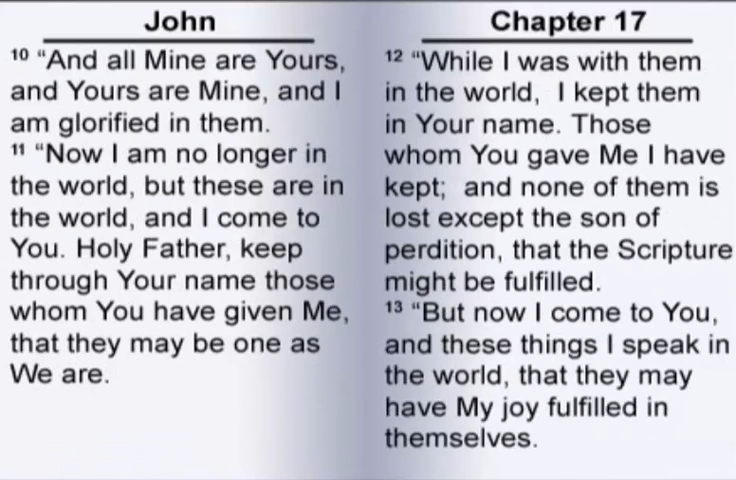 John
¹⁰ “And all Mine are Yours,
and Yours are Mine, and I
am glorified in them.
¹¹ “Now I am no longer in
the world, but these are in
the world, and I come to
You. Holy Father, keep
through Your name those
whom You have given Me,
that they may be one as
We are.
Chapter 17
¹² “While I was with them
in the world,  I kept them
in Your name. Those
whom You gave Me I have
kept;  and none of them is
lost except the son of
perdition, that the Scripture
might be fulfilled.
¹³ “But now I come to You,
and these things I speak in
the world, that they may
have My joy fulfilled in
themselves.